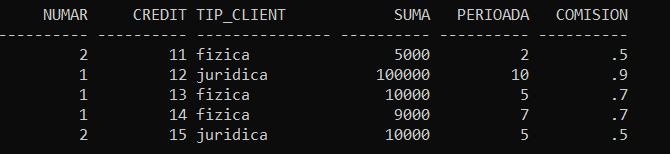 NUMAR CREDIT TIP_CLIENT SUMA PERIOADA COMISION
---------- ---------- --------------- ---------- ---------- ----------
2 11 fizica 5000 2 .5
1 12 juridica 100000 10 .9
1 13 fizica 10000 5 .7
1 14 fizica 9000 7 .7
2 15 juridica 10000 5 .5